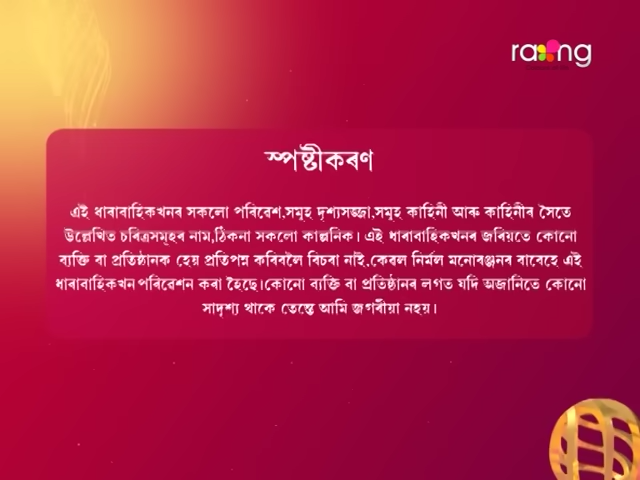 rang
স্পষ্টীকৰণ
এই ধাৰাবাহিকখনৰ সকলো পৰিৱেশ,সমূহ দৃশ্যসজ্জা,সমূহ কাহিনী আৰু কাহিনীৰ সৈতে
উল্লেখিত চৰিত্ৰসমূহৰ নাম,ঠিকনা সকলো কাল্পনিক। এই ধাৰাবাহিকখনৰ জৰিয়তে কোনো
ব্যক্তি বা প্ৰতিষ্ঠানক হেয় প্ৰতিপন্ন কৰিবলৈ বিচৰা নাই.কেৱল নিৰ্মল মনোৰঞ্জনৰ বাবেহে এই
ধাৰাবাহিকখন পৰিৱেশন কৰা হৈছে।কোনো ব্যক্তি বা প্ৰতিষ্ঠানৰ লগত যদি অজানিতে কোনো
সাদৃশ্য থাকে তেন্তে আমি জগৰীয়া নহয়।